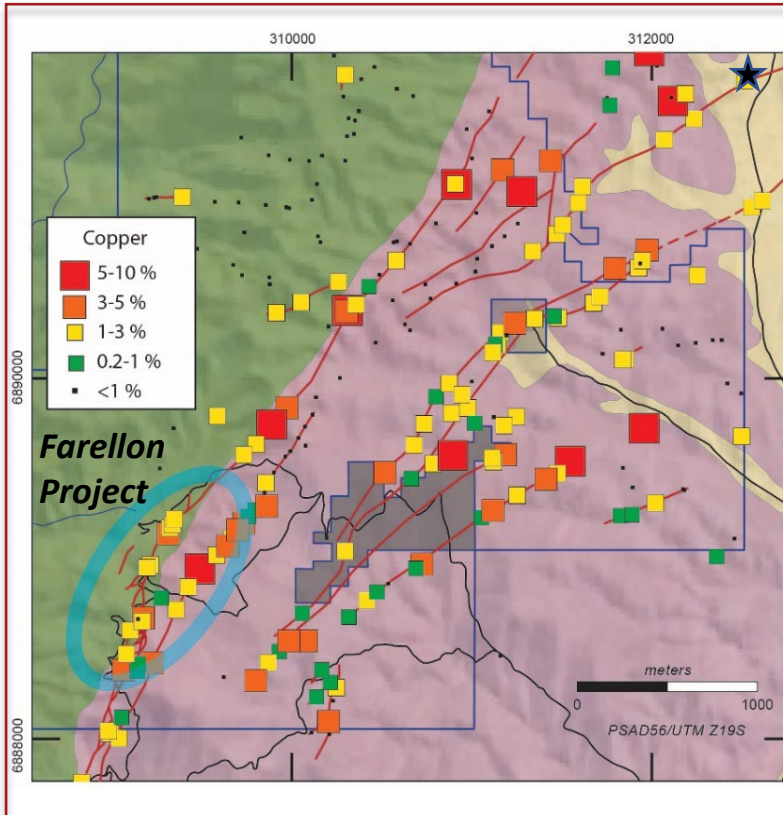 310000
312000
Copper
5-10 %
3-5 %
1-3 %
0.2-1 %
<1 %
6890000
Farellon
Project
meters
0
1000
PSAD56/UTM Z19S
6888000